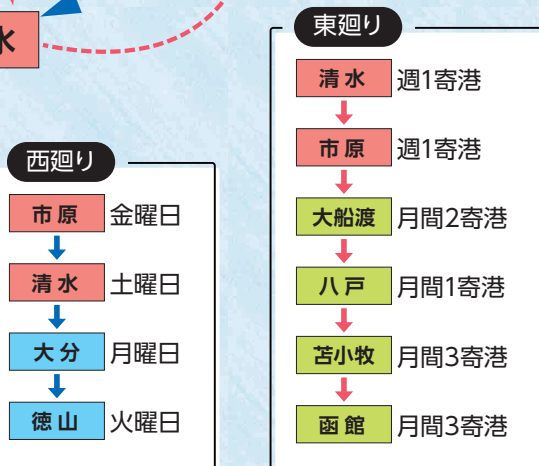 水
西廻り
市原 金曜日
清水 土曜日
大分 月曜日
徳山 火曜日
東廻り
清水 週1寄港
市原 週1寄港
大船渡 月間2寄港
八戸 月間1寄港
苫小牧 月間3寄港
函館 月間3寄港